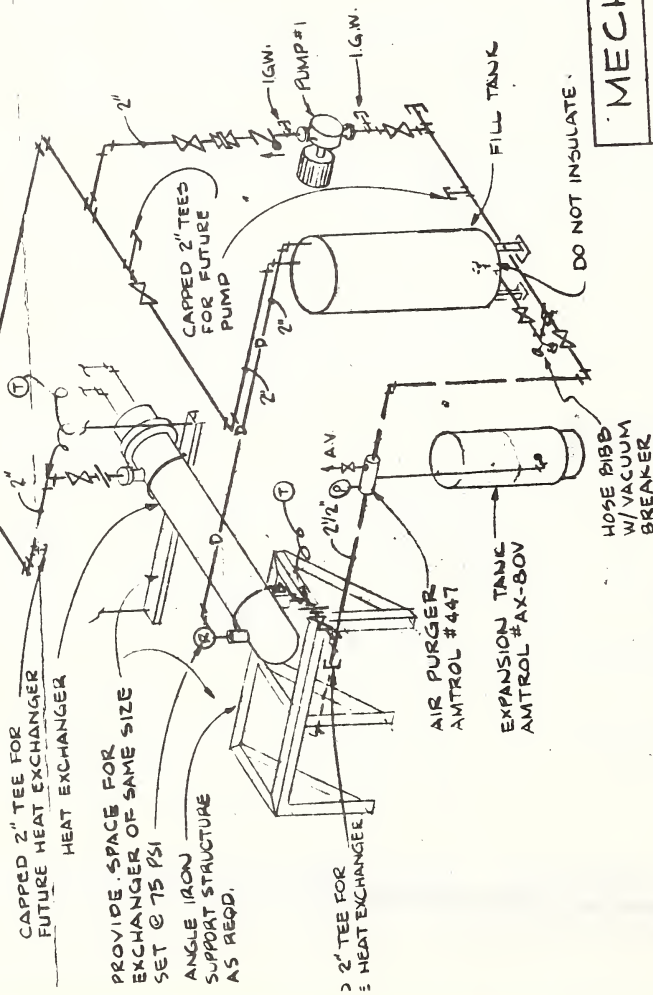 CAPPED 2" TEE FOR
FUTURE HEAT EXCHANGER
HEAT EXCHANGER
PROVIDE SPACE FOR
EXCHANGER OF SAME SIZE
SET @ 75 PSI
ANGLE IRON
SUPPORT STRUCTURE
AS REQD.
2" TEE FOR
HEAT EXCHANGER
2"
T
R
D
T
2 1/2"
P
A.V.
AIR PURGER
AMTROL #447
EXPANSION TANK
AMTROL #AX-80V
HOSE BIBB
W/ VACUUM
BREAKER
CAPPED 2" TEES
FOR FUTURE
PUMP
2"
D
2"
2"
I.G.W.
PUMP #1
I.G.W.
FILL TANK
DO NOT INSULATE.